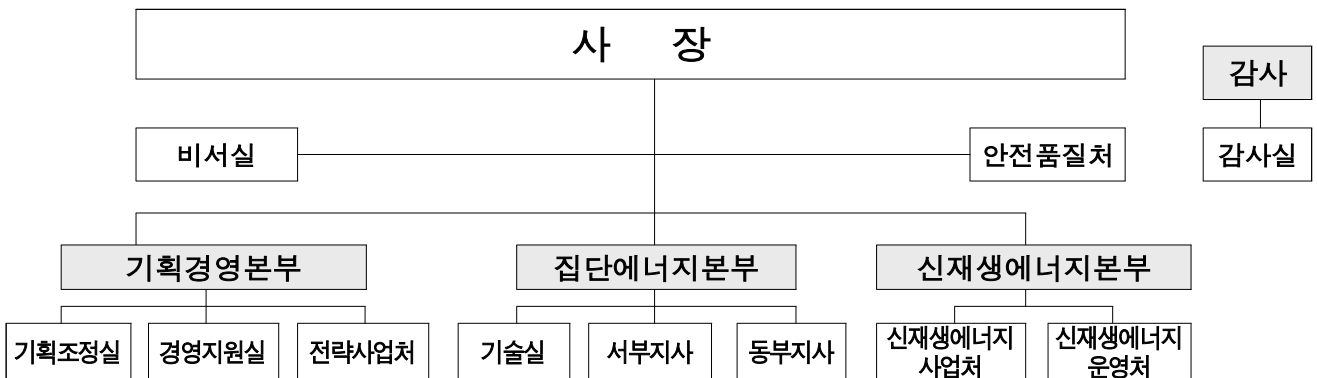 사 장
감사
비서실
안전품질처
감사실
기획경영본부
집단에너지본부
신재생에너지본부
기획조정실
경영지원실
전략사업처
기술실
서부지사
동부지사
신재생에너지
사업처
신재생에너지
운영처